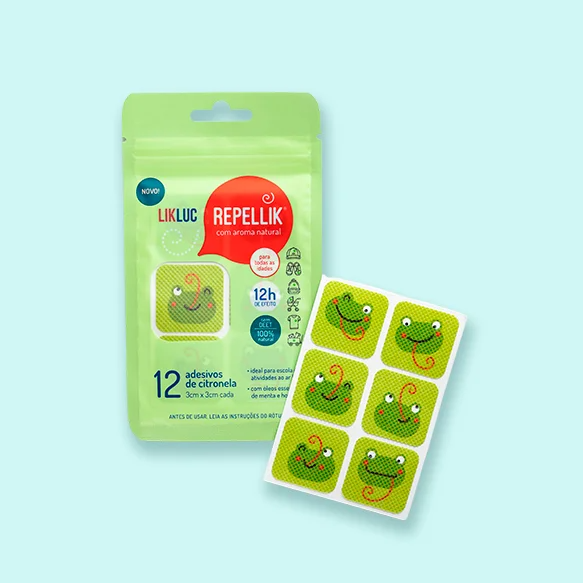 NOVO!
LIKLUC
REPELLIK®
com aroma natural
para
todas as
idades
12h
DE EFEITO
DEET
100%
natural
12 adesivos
de citronela
3cm x 3cm cada
• ideal para escola
atividades ao ar
• com óleos esse
de menta e ho
ANTES DE USAR, LEIA AS INSTRUÇÕES DO RÓTU